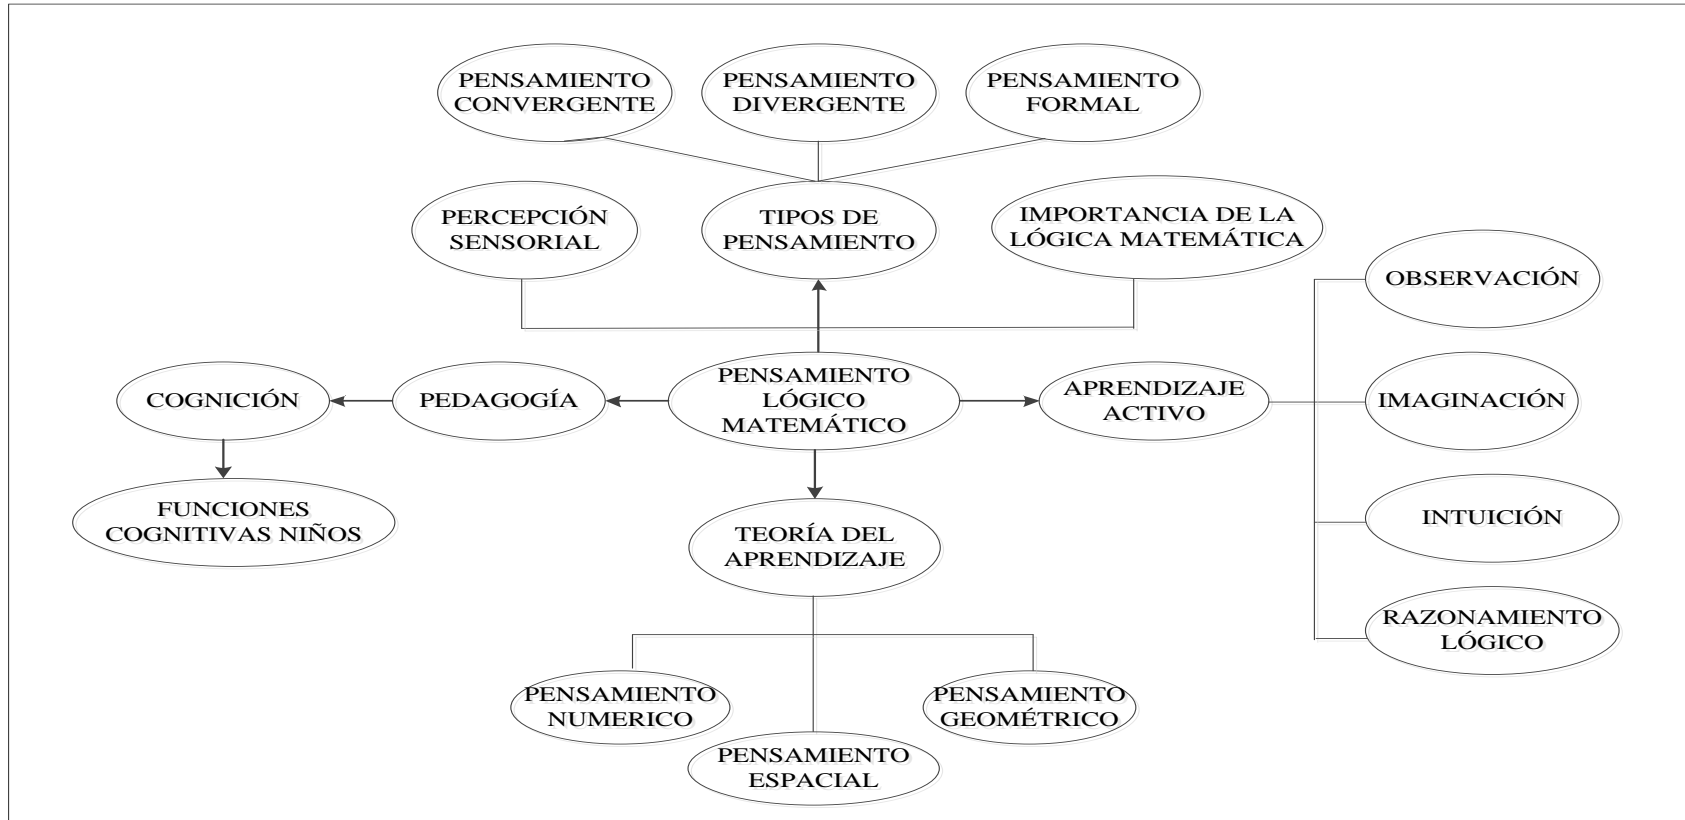 PENSAMIENTO
CONVERGENTE
PENSAMIENTO
DIVERGENTE
PENSAMIENTO
FORMAL
PERCEPCIÓN
SENSORIAL
TIPOS DE
PENSAMIENTO
IMPORTANCIA DE LA
LÓGICA MATEMÁTICA
OBSERVACIÓN
COGNICIÓN
PEDAGOGÍA
PENSAMIENTO
LÓGICO
MATEMÁTICO
APRENDIZAJE
ACTIVO
IMAGINACIÓN
FUNCIONES
COGNITIVAS NIÑOS
TEORÍA DEL
APRENDIZAJE
INTUICIÓN
RAZONAMIENTO
LÓGICO
PENSAMIENTO
NUMERICO
PENSAMIENTO
ESPACIAL
PENSAMIENTO
GEOMÉTRICO